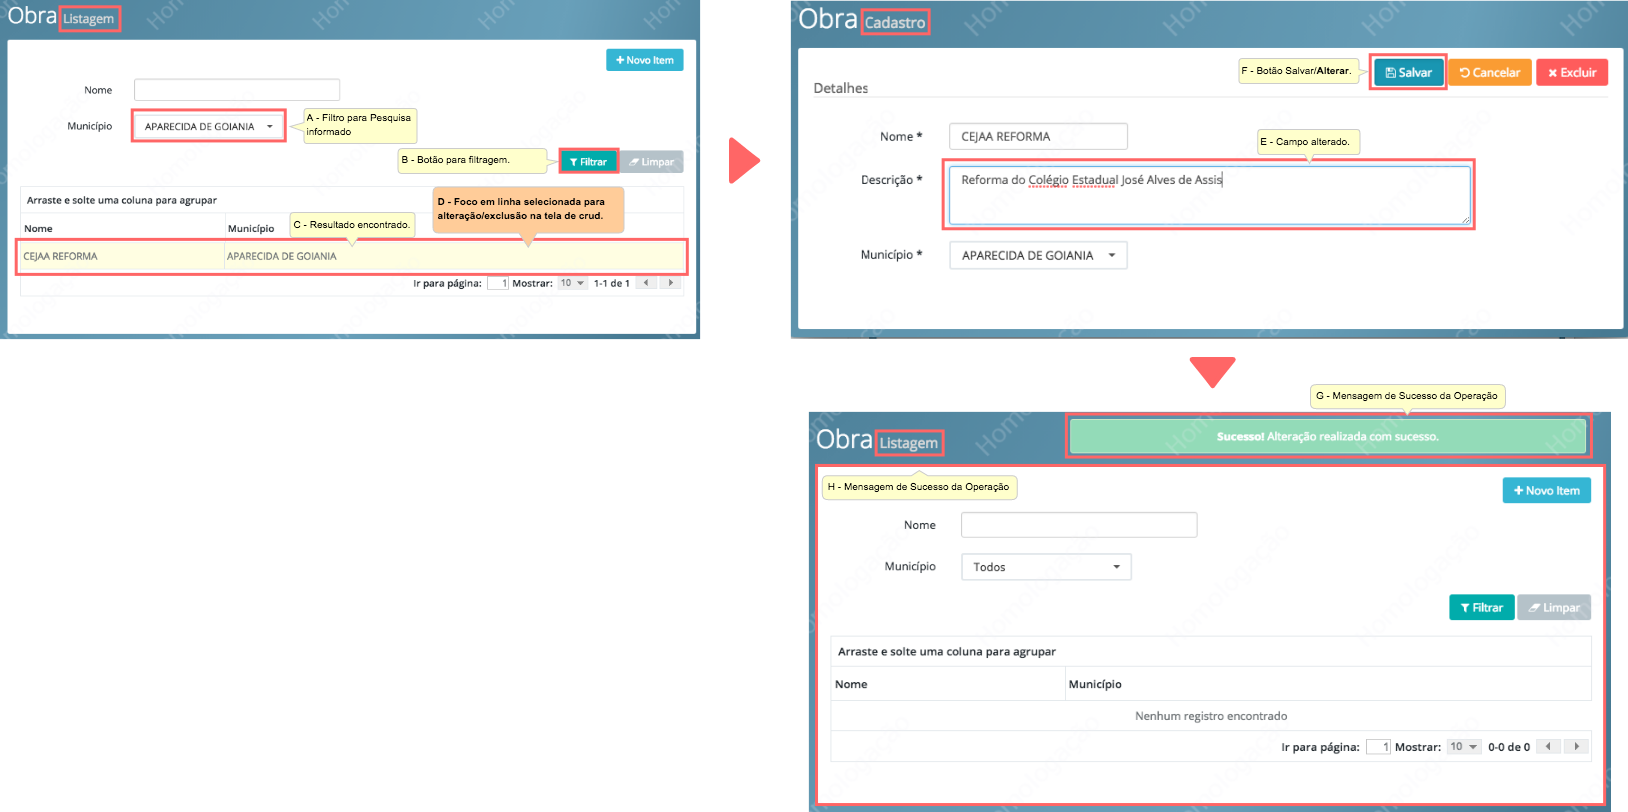 Obra Listagem
+ Novo Item
Nome
Município
APARECIDA DE GOIANIA
A - Filtro para Pesquisa
informado
B - Botão para filtragem.
Filtrar
Limpar
Arraste e solte uma coluna para agrupar
D - Foco em linha selecionada para
alteração/exclusão na tela de crud.
Nome
Município
C - Resultado encontrado.
CEJAA REFORMA
APARECIDA DE GOIANIA
Ir para página: 1 Mostrar: 10 1-1 de 1
Obra Cadastro
F - Botão Salvar/Alterar.
Salvar
Cancelar
Excluir
Detalhes
Nome *
CEJAA REFORMA
E - Campo alterado.
Descrição *
Reforma do Colégio Estadual José Alves de Assis
Município *
APARECIDA DE GOIANIA
G - Mensagem de Sucesso da Operação
Obra Listagem
Sucesso! Alteração realizada com sucesso.
H - Mensagem de Sucesso da Operação
+ Novo Item
Nome
Município
Todos
Filtrar
Limpar
Arraste e solte uma coluna para agrupar
Nome
Município
Nenhum registro encontrado
Ir para página: 1 Mostrar: 10 0-0 de 0
Homologação